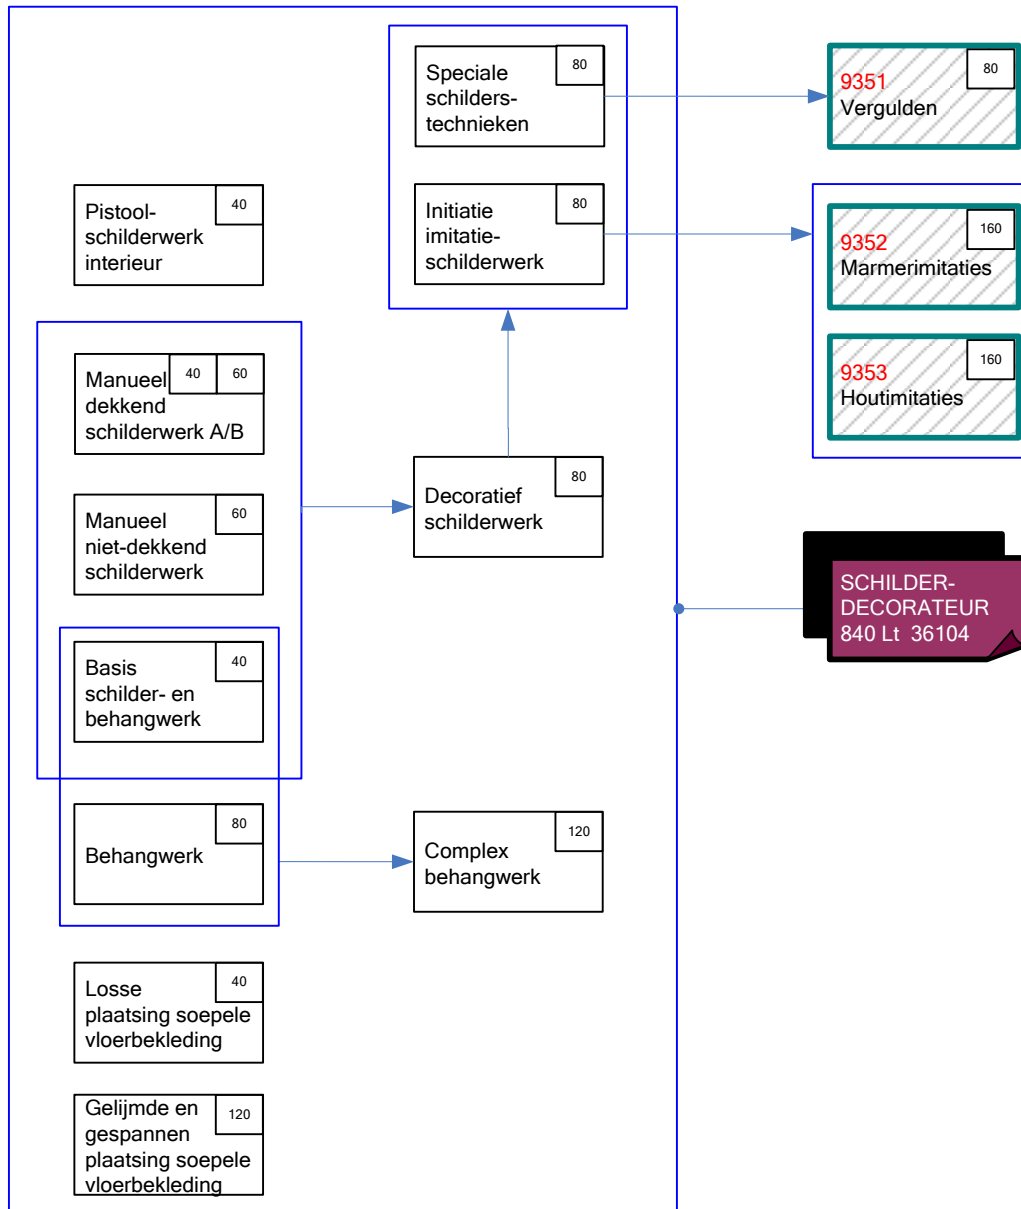 Speciale
schilders-
technieken
80
9351
Vergulden
80
Pistool-
schilderwerk
interieur
40
Initiatie
imitatie-
schilderwerk
80
9352
Marmerimitaties
160
Manueel
dekkend
schilderwerk A/B
40
60
9353
Houtimitaties
160
Manueel
niet-dekkend
schilderwerk
60
Decoratief
schilderwerk
80
SCHILDER-
DECORATEUR
840 Lt 36104
Basis
schilder- en
behangwerk
40
Behangwerk
80
Complex
behangwerk
120
Losse
plaatsing soepele
vloerbekleding
40
Gelijmde en
gespannen
plaatsing soepele
vloerbekleding
120